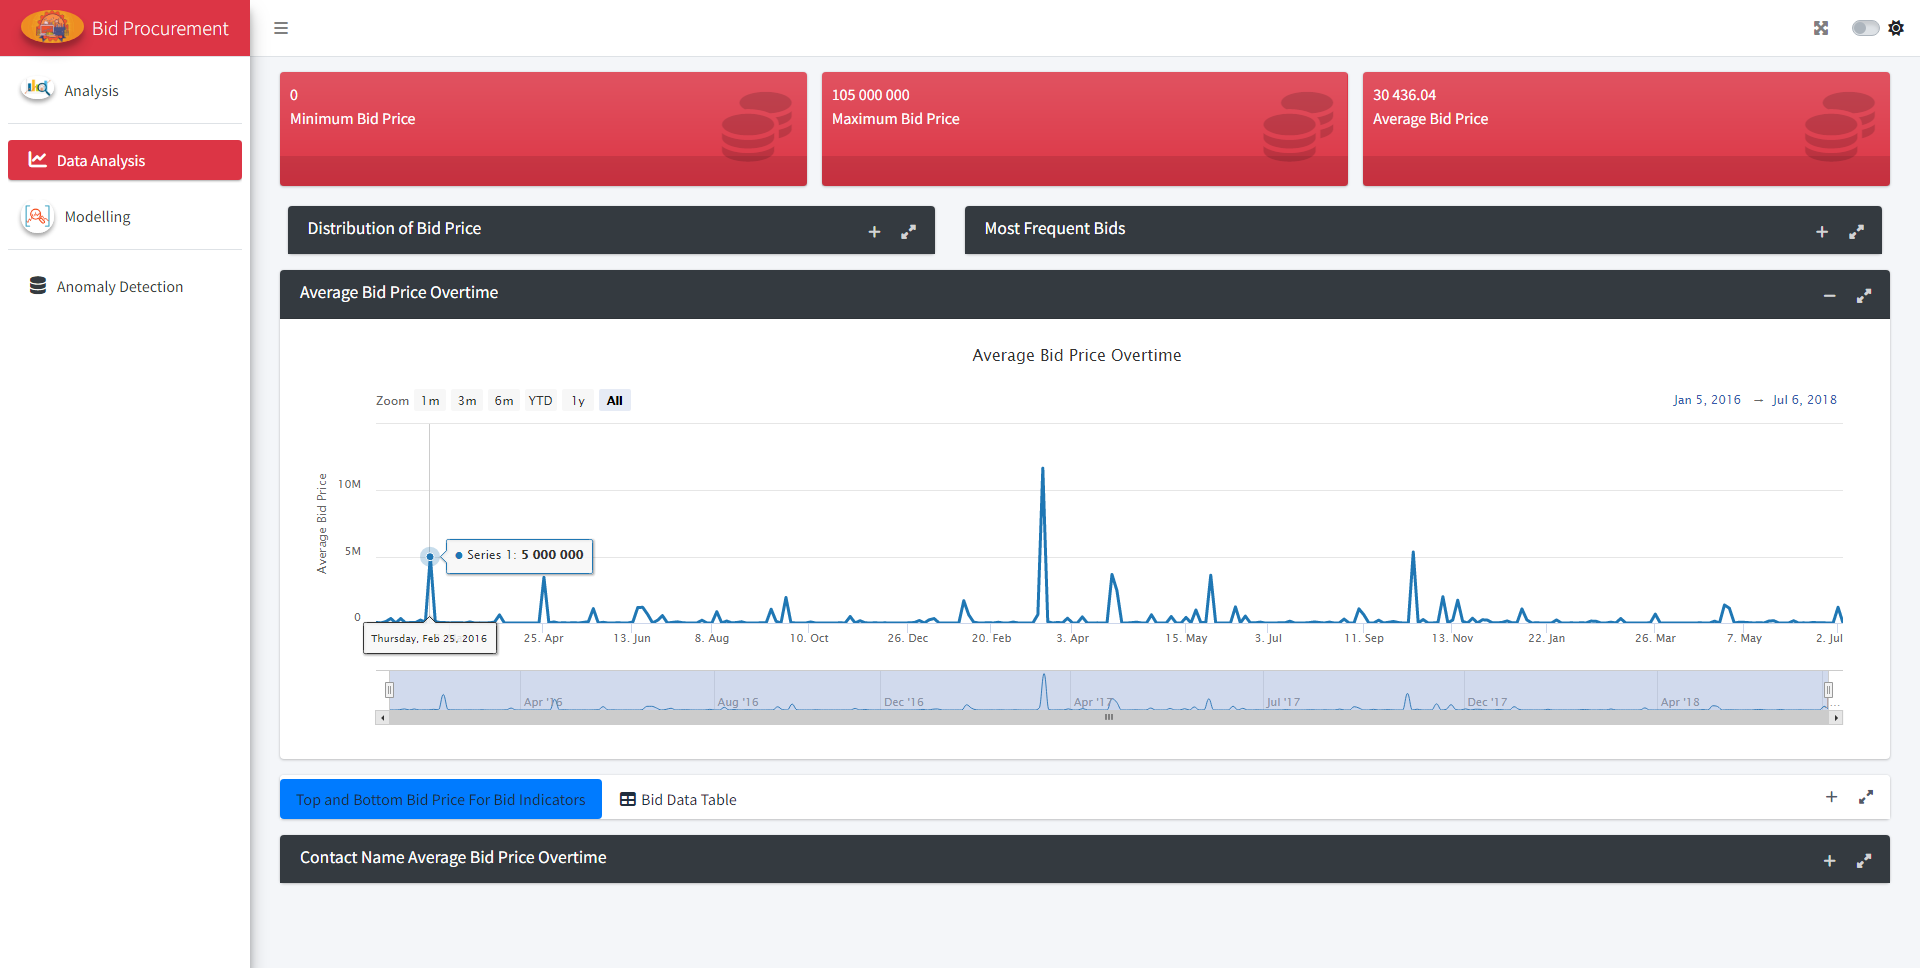 Bid Procurement
Analysis
Data Analysis
Modelling
Anomaly Detection
0
Minimum Bid Price
105 000 000
Maximum Bid Price
30 436.04
Average Bid Price
Distribution of Bid Price
Most Frequent Bids
Average Bid Price Overtime
Average Bid Price Overtime
Zoom 1m 3m 6m YTD 1y All
Jan 5, 2016 → Jul 6, 2018
Average Bid Price
10M
5M
0
Series 1: 5 000 000
Thursday, Feb 25, 2016
25. Apr 13. Jun 8. Aug 10. Oct 26. Dec 20. Feb 3. Apr 15. May 3. Jul 11. Sep 13. Nov 22. Jan 26. Mar 7. May 2. Jul
Apr '16 Aug '16 Dec '16 Apr '17 Jul '17 Dec '17 Apr '18 ...
Top and Bottom Bid Price For Bid Indicators
Bid Data Table
Contact Name Average Bid Price Overtime